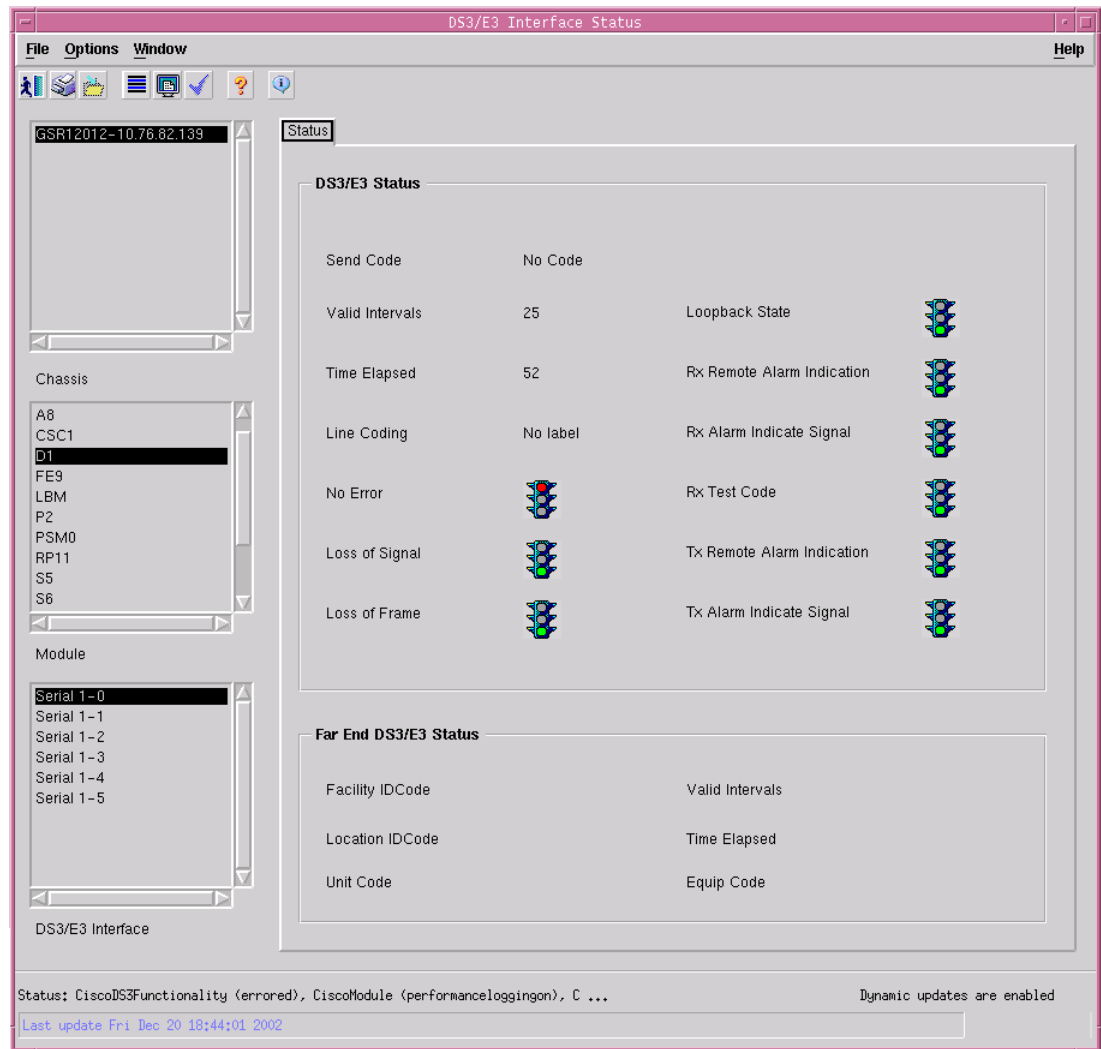 DS3/E3 Interface Status
File Options Window Help
GSR12012-10.76.82.139
Chassis
A8
CSC1
D1
FE9
LBM
P2
PSM0
RP11
S5
S6
Module
Serial 1-0
Serial 1-1
Serial 1-2
Serial 1-3
Serial 1-4
Serial 1-5
DS3/E3 Interface
Status
DS3/E3 Status
Send Code No Code
Valid Intervals 25 Loopback State
Time Elapsed 52 Rx Remote Alarm Indication
Line Coding No label Rx Alarm Indicate Signal
No Error Rx Test Code
Loss of Signal Tx Remote Alarm Indication
Loss of Frame Tx Alarm Indicate Signal
Far End DS3/E3 Status
Facility IDCode Valid Intervals
Location IDCode Time Elapsed
Unit Code Equip Code
Status: CiscoDS3Functionality (errored), CiscoModule (performanceloggingon), C ... Dynamic updates are enabled
Last update Fri Dec 20 18:44:01 2002